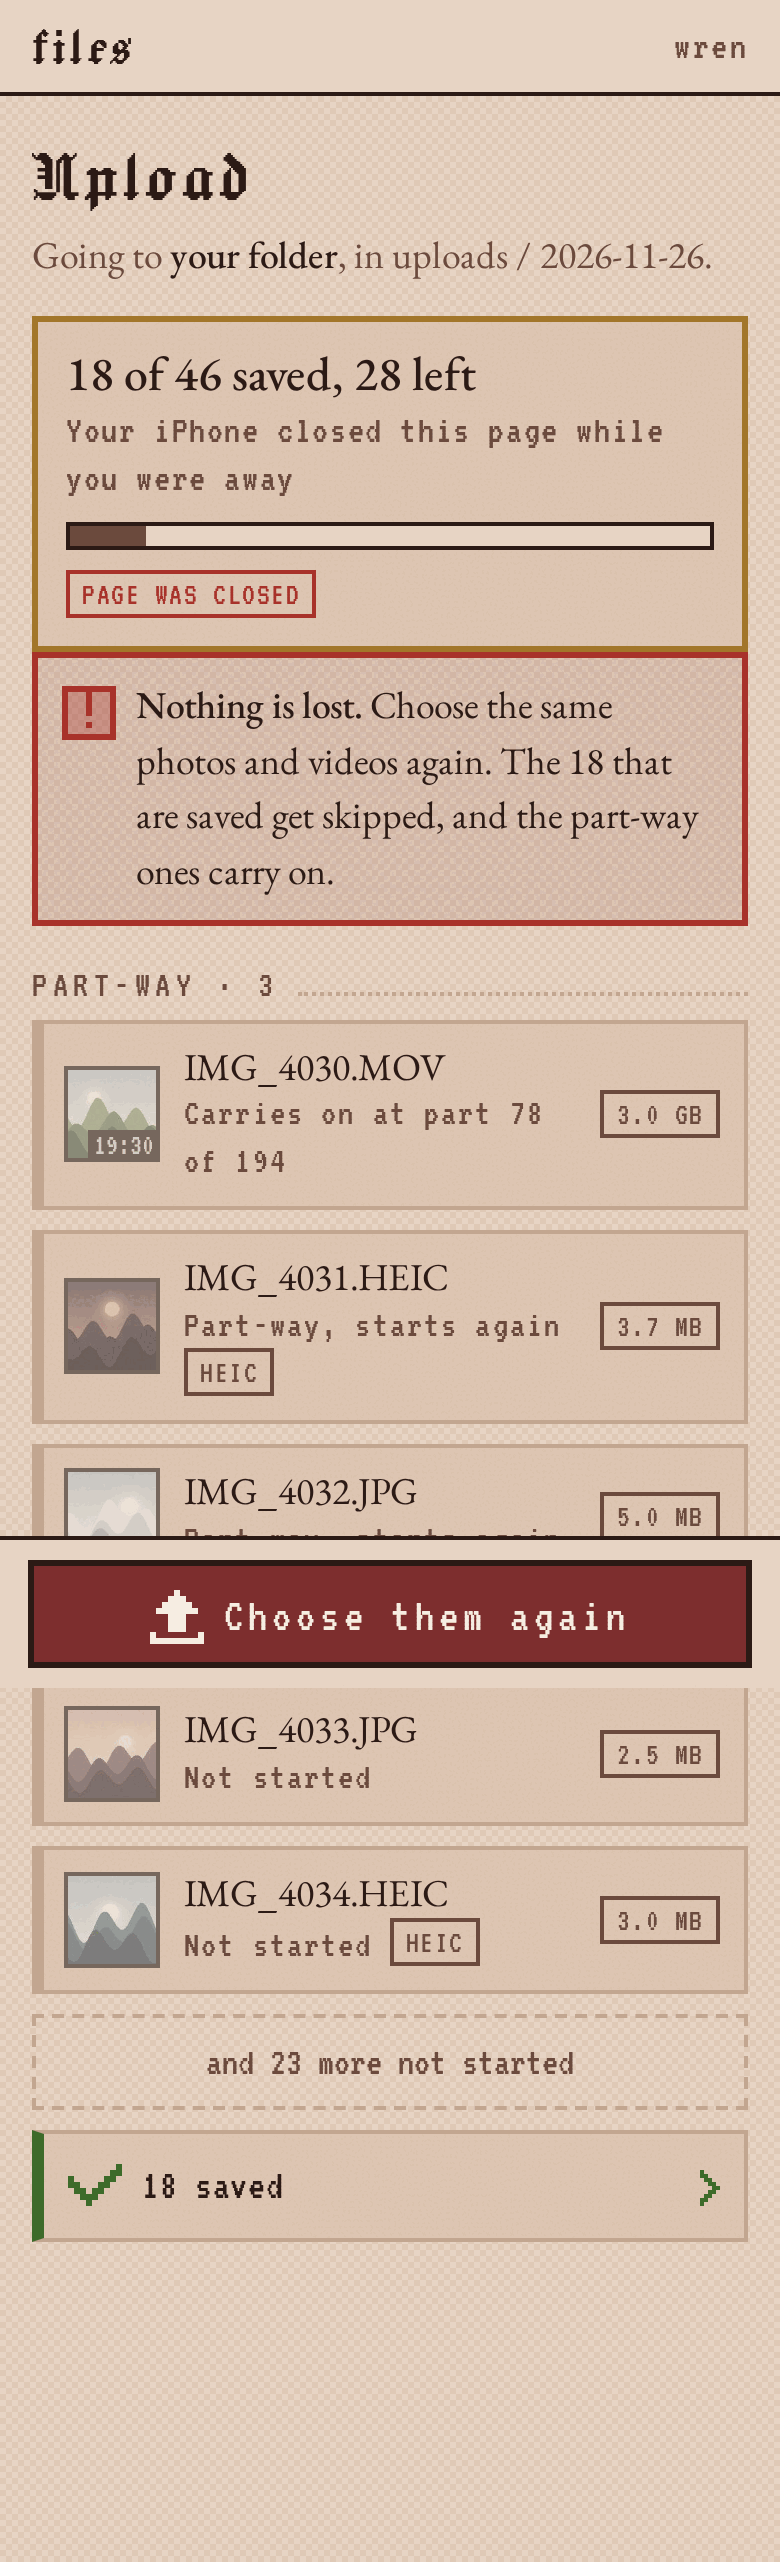 files
wren
Upload
Going to your folder, in uploads / 2026-11-26.
18 of 46 saved, 28 left
Your iPhone closed this page while
you were away
PAGE WAS CLOSED
Nothing is lost. Choose the same
photos and videos again. The 18 that
are saved get skipped, and the part-way
ones carry on.
PART-WAY · 3
IMG_4030.MOV
Carries on at part 78
of 194
19:30
3.0 GB
IMG_4031.HEIC
Part-way, starts again
HEIC
3.7 MB
IMG_4032.JPG
Part-way, starts again
5.0 MB
Choose them again
IMG_4033.JPG
Not started
2.5 MB
IMG_4034.HEIC
Not started HEIC
3.0 MB
and 23 more not started
18 saved